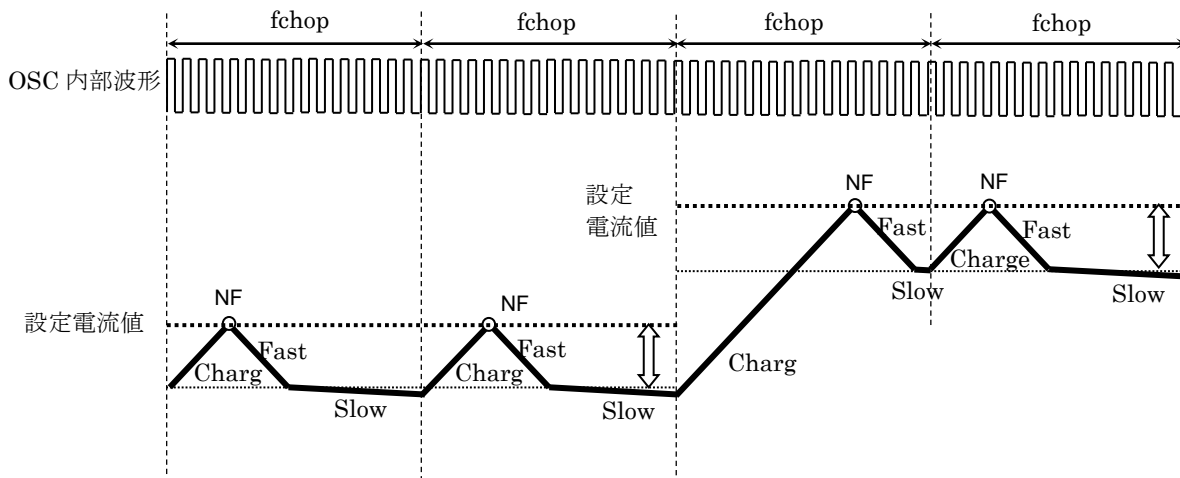 fchop
fchop
fchop
fchop
OSC 内部波形
設定
電流値
NF
NF
Fast
Fast
Charge
Slow
Slow
設定電流値
NF
NF
Fast
Fast
Charg
Charg
Charg
Slow
Slow